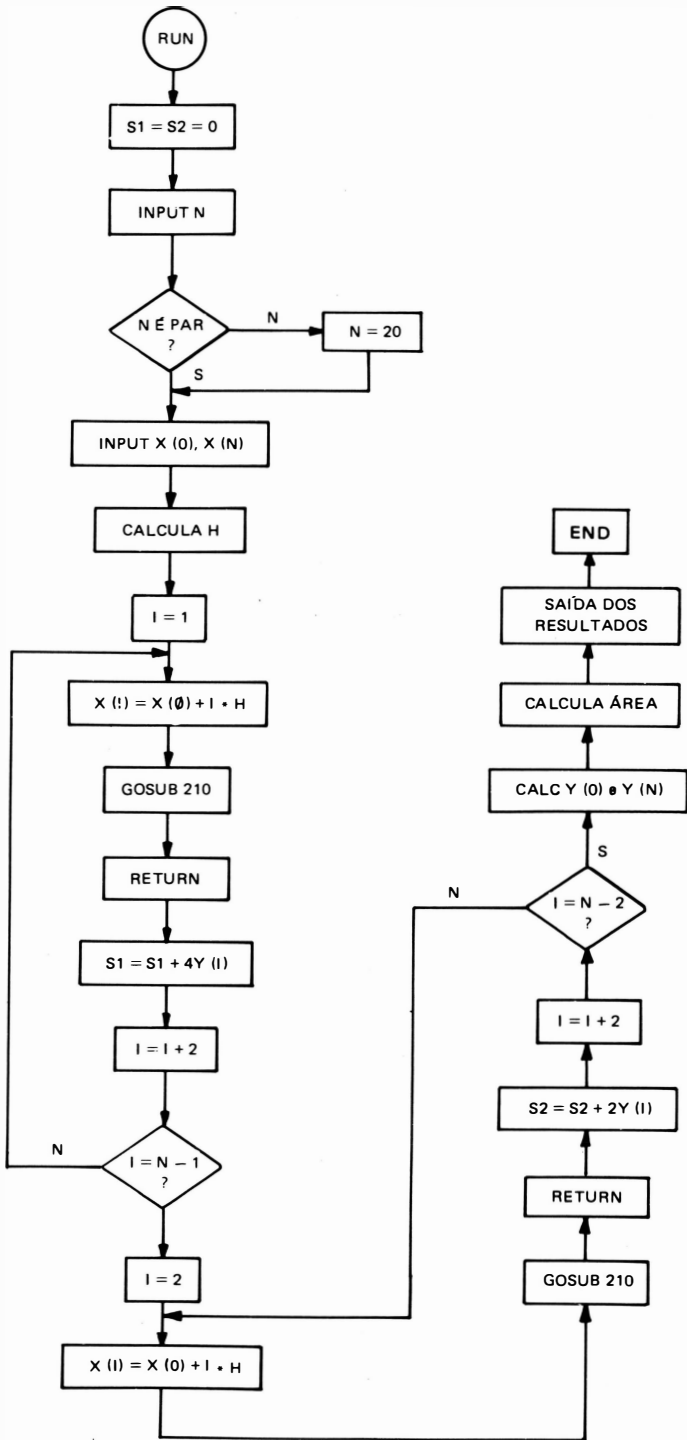 RUN
S1 = S2 = 0
INPUT N
N É PAR
?
N
N = 20
S
INPUT X (0), X (N)
CALCULA H
I = 1
X (!) = X (Ø) + I * H
GOSUB 210
RETURN
S1 = S1 + 4Y (I)
I = I + 2
N
I = N – 1
?
I = 2
X (I) = X (0) + I * H
GOSUB 210
RETURN
S2 = S2 + 2Y (I)
I = I + 2
I = N – 2
?
N
S
CALC Y (0) e Y (N)
CALCULA ÁREA
SAÍDA DOS
RESULTADOS
END